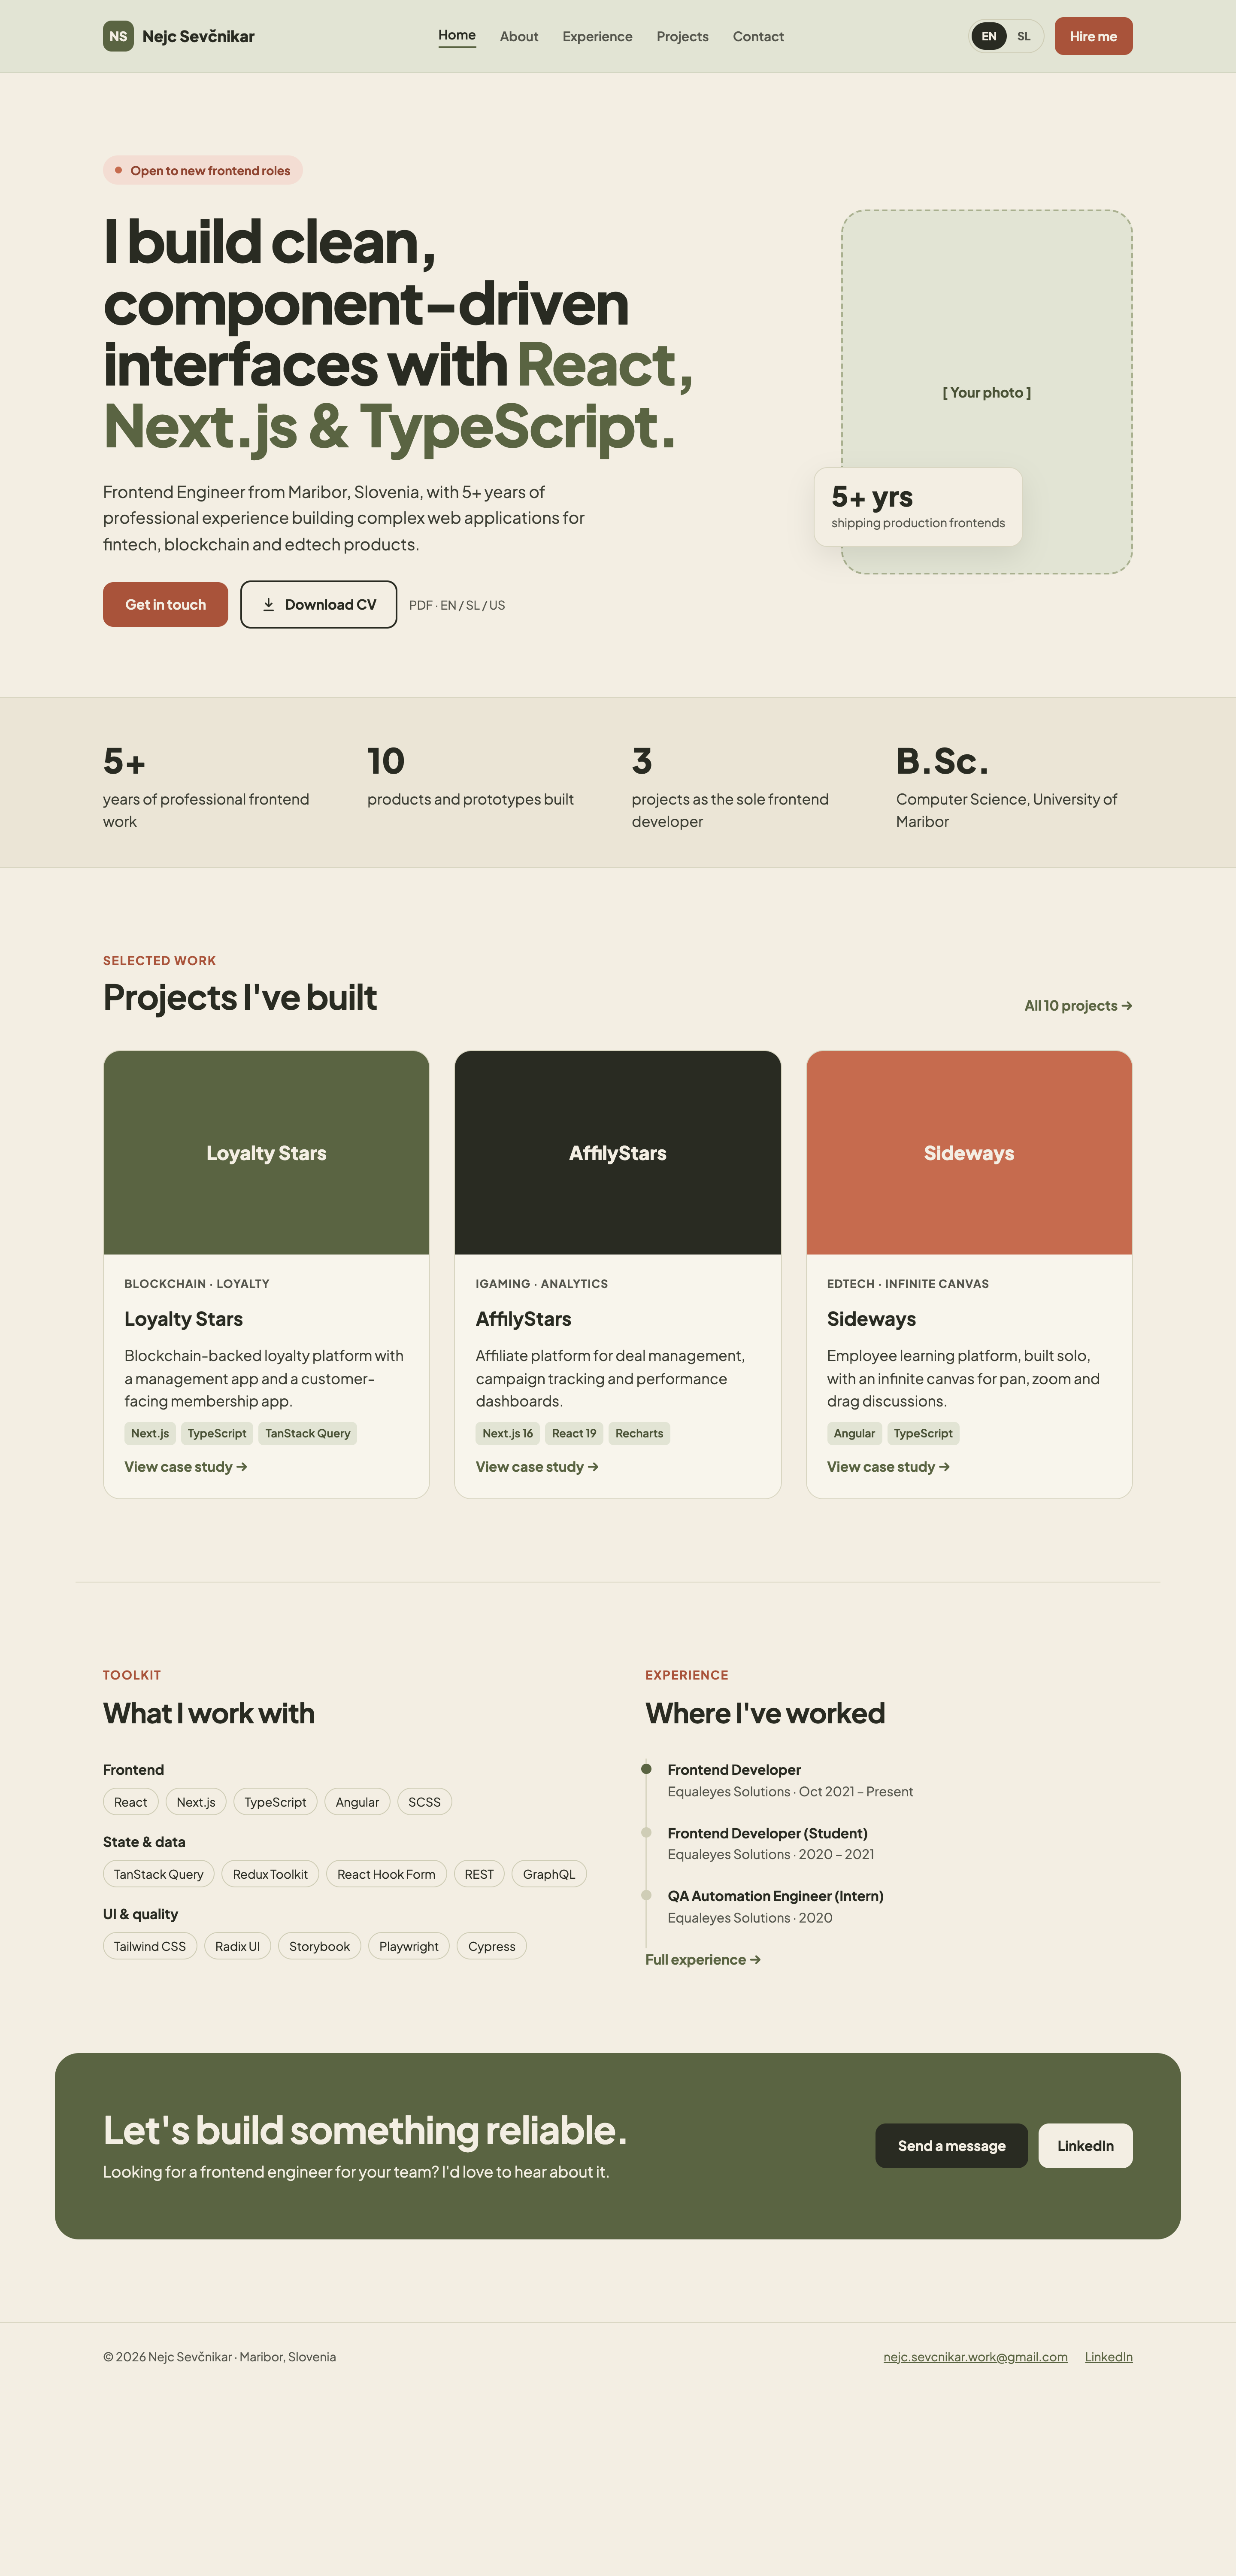 NS Nejc Sevčnikar
Home About Experience Projects Contact
EN SL Hire me
Open to new frontend roles
I build clean,
component-driven
interfaces with React,
Next.js & TypeScript.
Frontend Engineer from Maribor, Slovenia, with 5+ years of
professional experience building complex web applications for
fintech, blockchain and edtech products.
Get in touch Download CV PDF · EN / SL / US
[ Your photo ]
5+ yrs
shipping production frontends
5+
years of professional frontend
work
10
products and prototypes built
3
projects as the sole frontend
developer
B.Sc.
Computer Science, University of
Maribor
SELECTED WORK
Projects I've built
All 10 projects →
Loyalty Stars
BLOCKCHAIN · LOYALTY
Loyalty Stars
Blockchain-backed loyalty platform with
a management app and a customer-
facing membership app.
Next.js TypeScript TanStack Query
View case study →
AffilyStars
IGAMING · ANALYTICS
AffilyStars
Affiliate platform for deal management,
campaign tracking and performance
dashboards.
Next.js 16 React 19 Recharts
View case study →
Sideways
EDTECH · INFINITE CANVAS
Sideways
Employee learning platform, built solo,
with an infinite canvas for pan, zoom and
drag discussions.
Angular TypeScript
View case study →
TOOLKIT
What I work with
Frontend
React Next.js TypeScript Angular SCSS
State & data
TanStack Query Redux Toolkit React Hook Form REST GraphQL
UI & quality
Tailwind CSS Radix UI Storybook Playwright Cypress
EXPERIENCE
Where I've worked
Frontend Developer
Equaleyes Solutions · Oct 2021 – Present
Frontend Developer (Student)
Equaleyes Solutions · 2020 – 2021
QA Automation Engineer (Intern)
Equaleyes Solutions · 2020
Full experience →
Let's build something reliable.
Looking for a frontend engineer for your team? I'd love to hear about it.
Send a message LinkedIn
© 2026 Nejc Sevčnikar · Maribor, Slovenia
nejc.sevcnikar.work@gmail.com LinkedIn